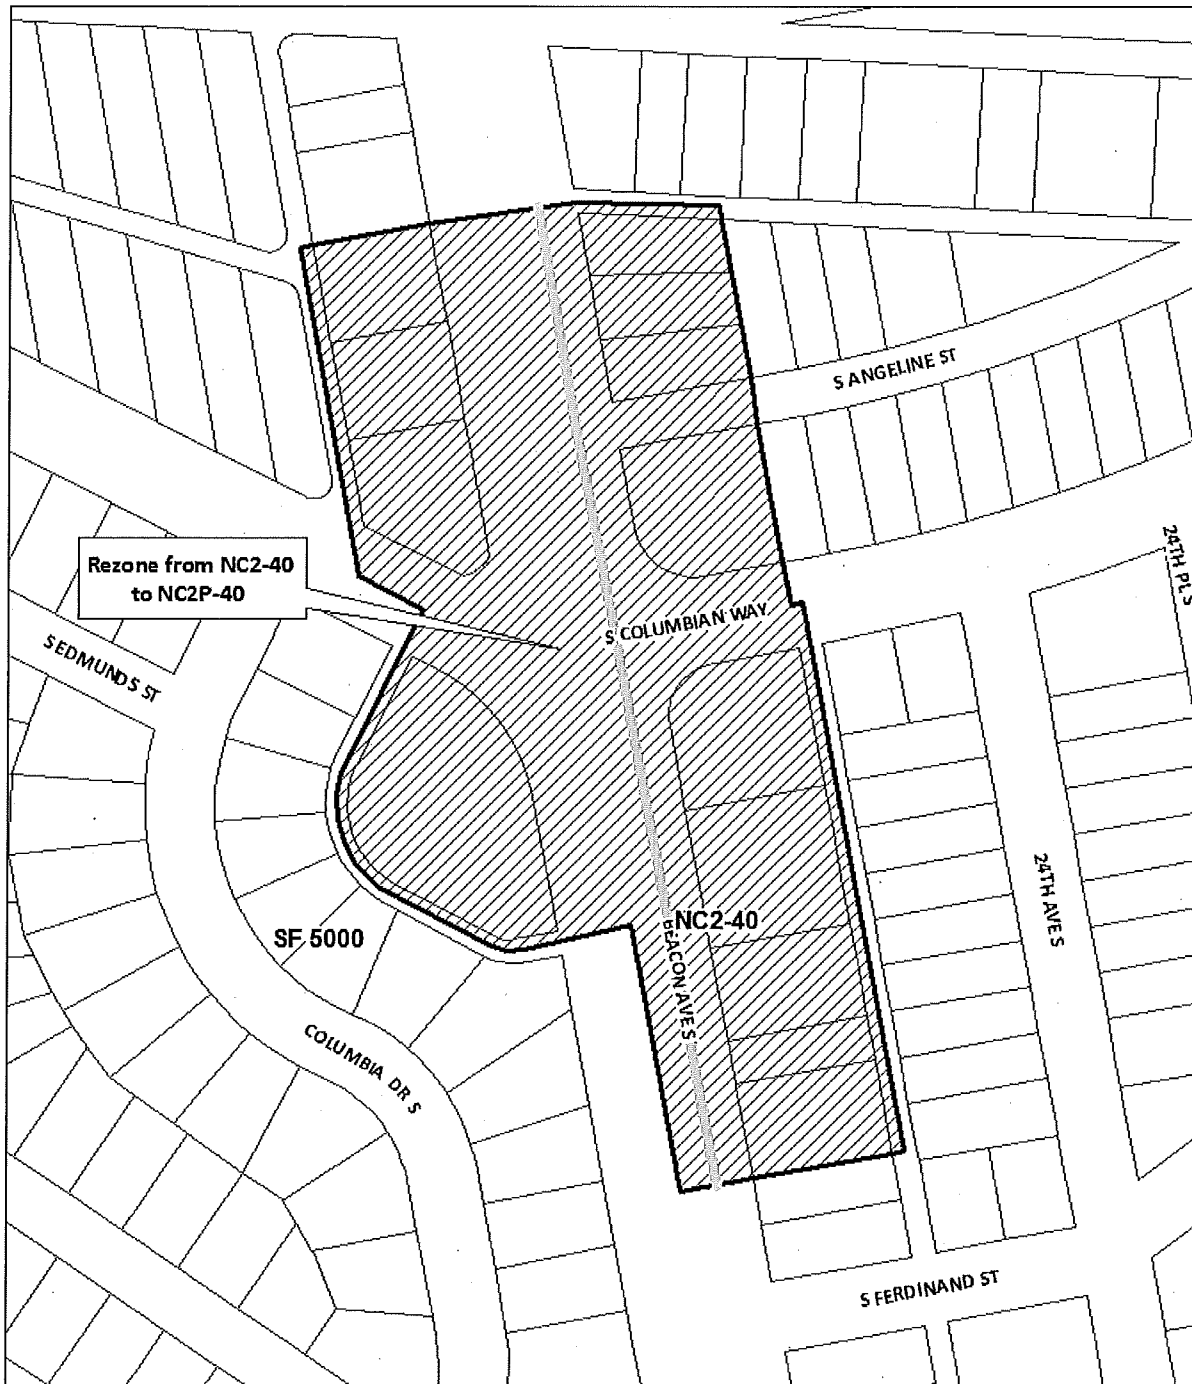 S ANGELINE ST
24TH PL S
Rezone from NC2-40
to NC2P-40
S COLUMBIAN WAY
S EDMUNDS ST
24TH AVE S
NC2-40
SF 5000
BEACON AVE S
COLUMBIA DR S
S FERDINAND ST